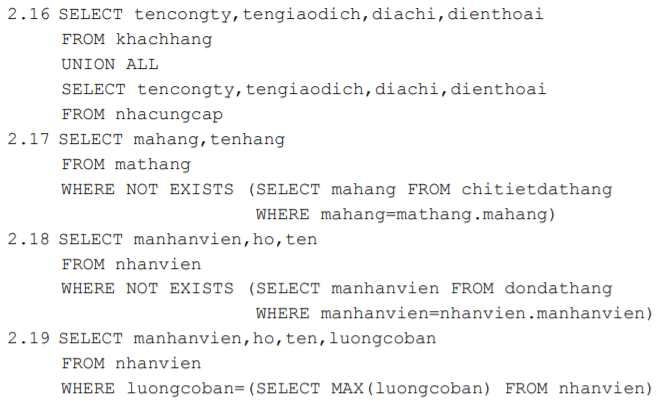 2.16 SELECT tencongty,tengiaodich,diachi,dienthoai
FROM khachhang
UNION ALL
SELECT tencongty,tengiaodich,diachi,dienthoai
FROM nhacungcap
2.17 SELECT mahang,tenhang
FROM mathang
WHERE NOT EXISTS (SELECT mahang FROM chitietdathang
WHERE mahang=mathang.mahang)
2.18 SELECT manhanvien,ho,ten
FROM nhanvien
WHERE NOT EXISTS (SELECT manhanvien FROM dondathang
WHERE manhanvien=nhanvien.manhanvien)
2.19 SELECT manhanvien,ho,ten,luongcoban
FROM nhanvien
WHERE luongcoban=(SELECT MAX(luongcoban) FROM nhanvien)